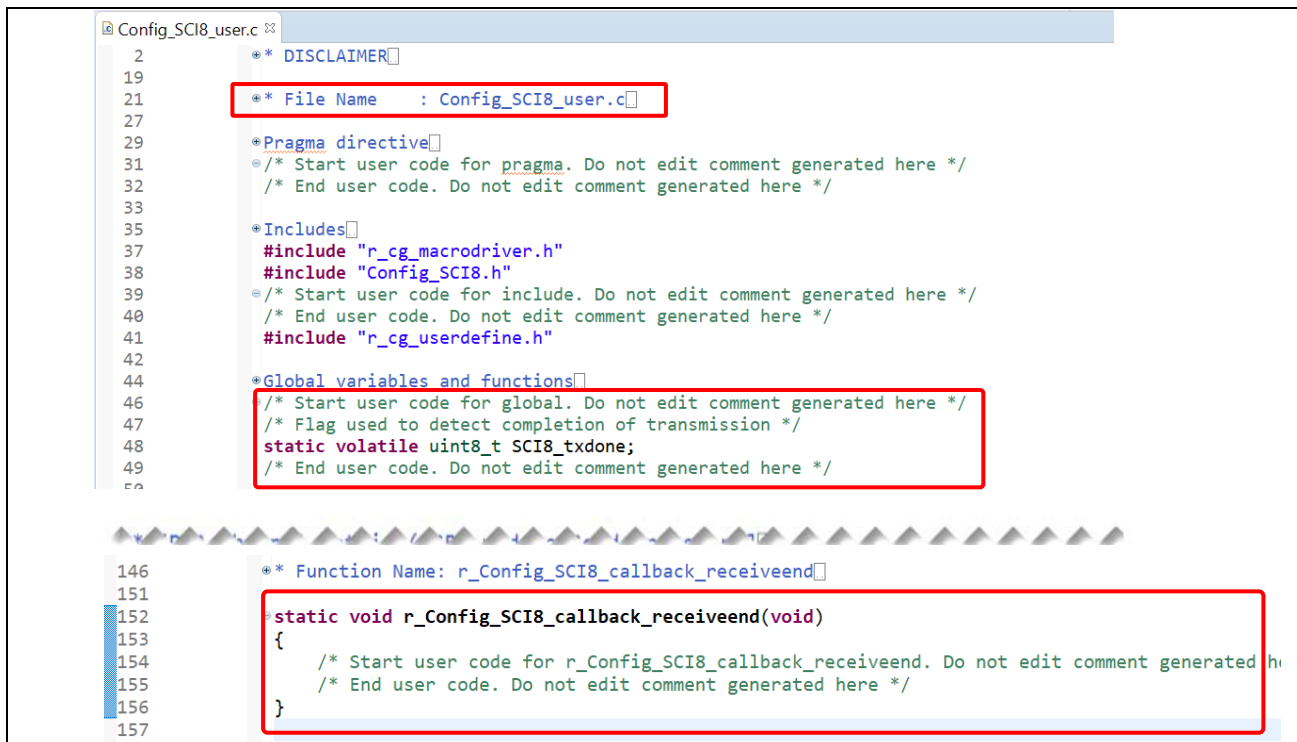 Config_SCI8_user.c
2 * DISCLAIMER
19
21 * File Name : Config_SCI8_user.c
27
29 Pragma directive
31 /* Start user code for pragma. Do not edit comment generated here */
32 /* End user code. Do not edit comment generated here */
33
35 Includes
37 #include "r_cg_macrodriver.h"
38 #include "Config_SCI8.h"
39 /* Start user code for include. Do not edit comment generated here */
40 /* End user code. Do not edit comment generated here */
41 #include "r_cg_userdefine.h"
42
44 Global variables and functions
46 /* Start user code for global. Do not edit comment generated here */
47 /* Flag used to detect completion of transmission */
48 static volatile uint8_t SCI8_txdone;
49 /* End user code. Do not edit comment generated here */
146 * Function Name: r_Config_SCI8_callback_receiveend
151
152 static void r_Config_SCI8_callback_receiveend(void)
153 {
154 /* Start user code for r_Config_SCI8_callback_receiveend. Do not edit comment generated
155 /* End user code. Do not edit comment generated here */
156 }
157